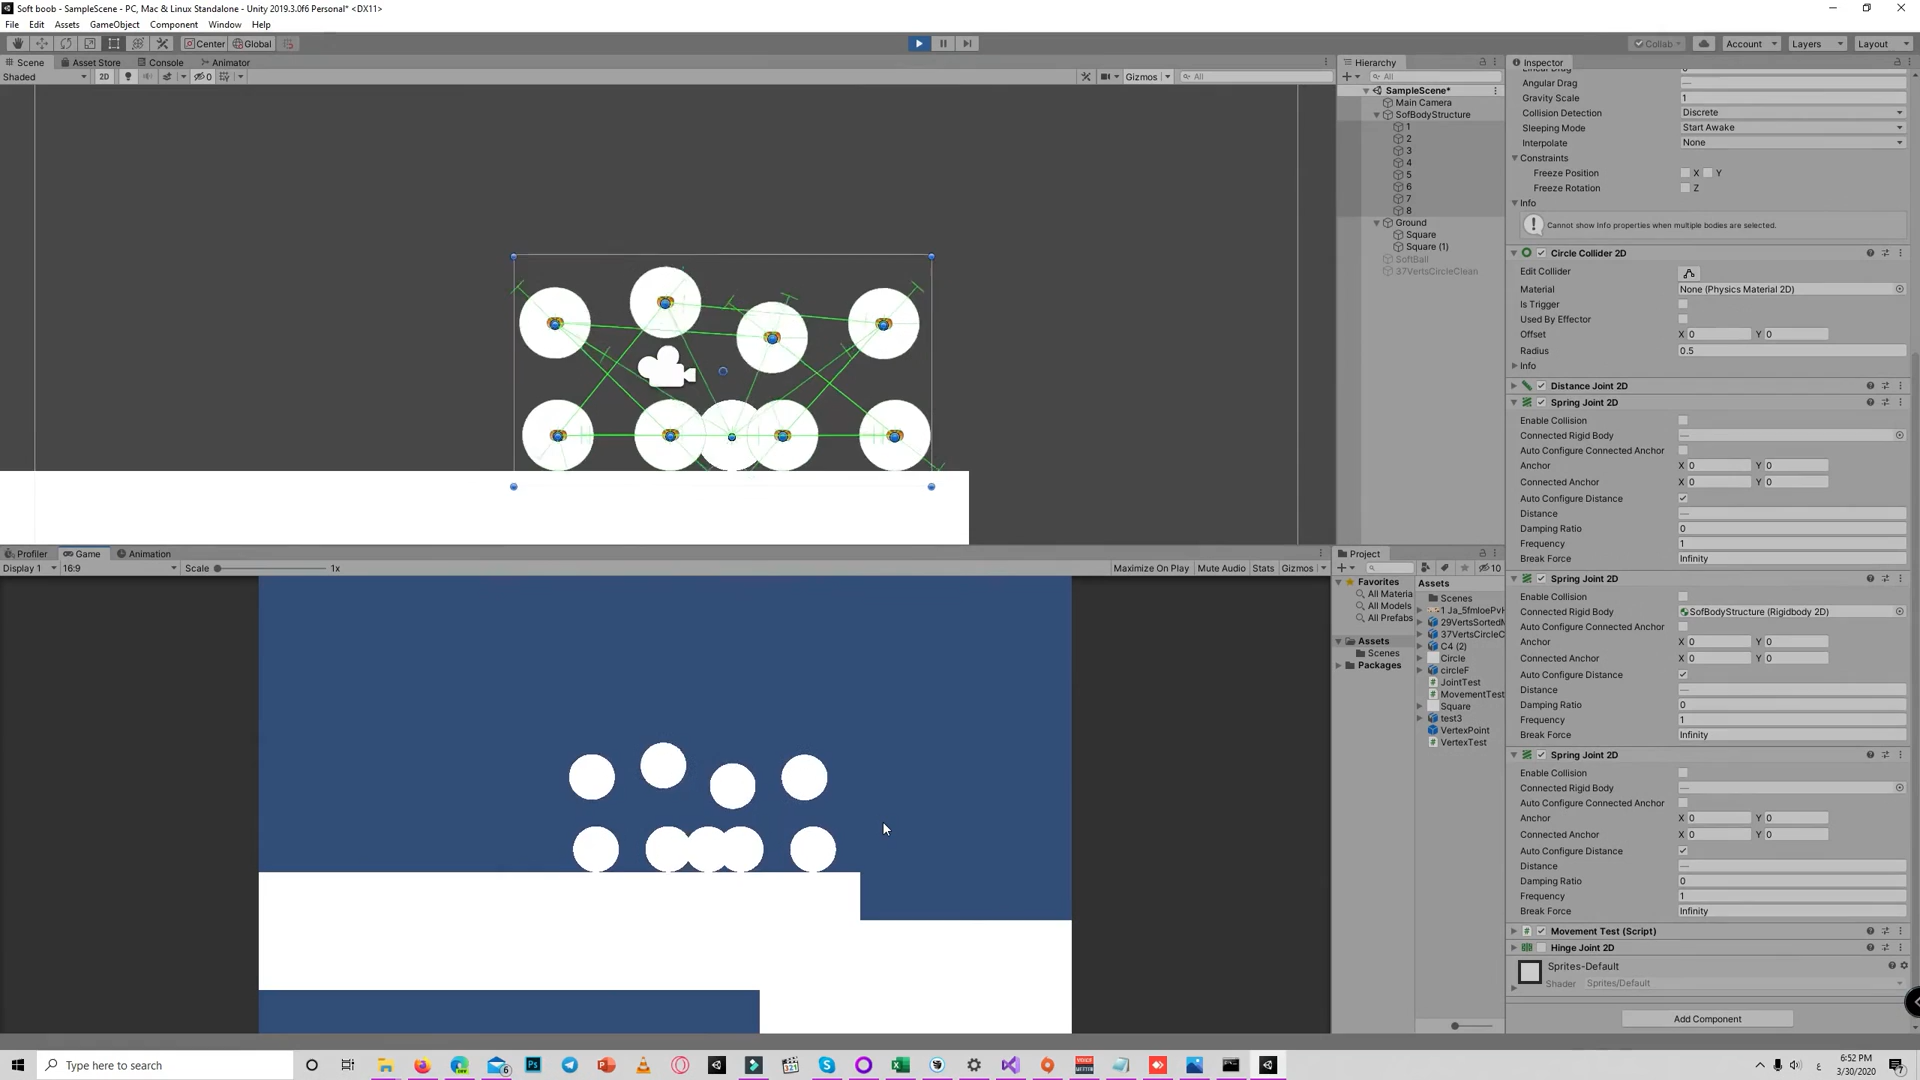 Soft boob - SampleScene - PC, Mac & Linux Standalone - Unity 2019.3.0f6 Personal* <DX11>
File Edit Assets GameObject Component Window Help
Center Global Collab Account Layers Layout
Scene Asset Store Console Animator
Shaded 2D 0 Gizmos All
Hierarchy
All
SampleScene*
Main Camera
SofBodyStructure
1
2
3
4
5
6
7
8
Ground
Square
Square (1)
SoftBall
37VertsCircleClean
Inspector
Angular Drag —
Gravity Scale 1
Collision Detection Discrete
Sleeping Mode Start Awake
Interpolate None
Constraints
Freeze Position X Y
Freeze Rotation Z
Info
Cannot show Info properties when multiple bodies are selected.
Circle Collider 2D
Edit Collider
Material None (Physics Material 2D)
Is Trigger
Used By Effector
Offset X 0 Y 0
Radius 0.5
Info
Distance Joint 2D
Spring Joint 2D
Enable Collision
Connected Rigid Body —
Auto Configure Connected Anchor
Anchor X 0 Y 0
Connected Anchor X 0 Y 0
Auto Configure Distance
Distance —
Damping Ratio 0
Frequency 1
Break Force Infinity
Spring Joint 2D
Enable Collision
Connected Rigid Body SofBodyStructure (Rigidbody 2D)
Auto Configure Connected Anchor
Anchor X 0 Y 0
Connected Anchor X 0 Y 0
Auto Configure Distance
Distance —
Damping Ratio 0
Frequency 1
Break Force Infinity
Spring Joint 2D
Enable Collision
Connected Rigid Body —
Auto Configure Connected Anchor
Anchor X 0 Y 0
Connected Anchor X 0 Y 0
Auto Configure Distance
Distance —
Damping Ratio 0
Frequency 1
Break Force Infinity
Movement Test (Script)
Hinge Joint 2D
Sprites-Default
Shader Sprites/Default
Add Component
Profiler Game Animation
Display 1 16:9 Scale 1x Maximize On Play Mute Audio Stats Gizmos
Project
10
Favorites
All Materia
All Models
All Prefabs
Assets
Scenes
Packages
Assets
Scenes
29VertsSortedM
37VertsCircleC
C4 (2)
Circle
circleF
JointTest
MovementTest
Square
test3
VertexPoint
VertexTest
Type here to search
6:52 PM
3/30/2020